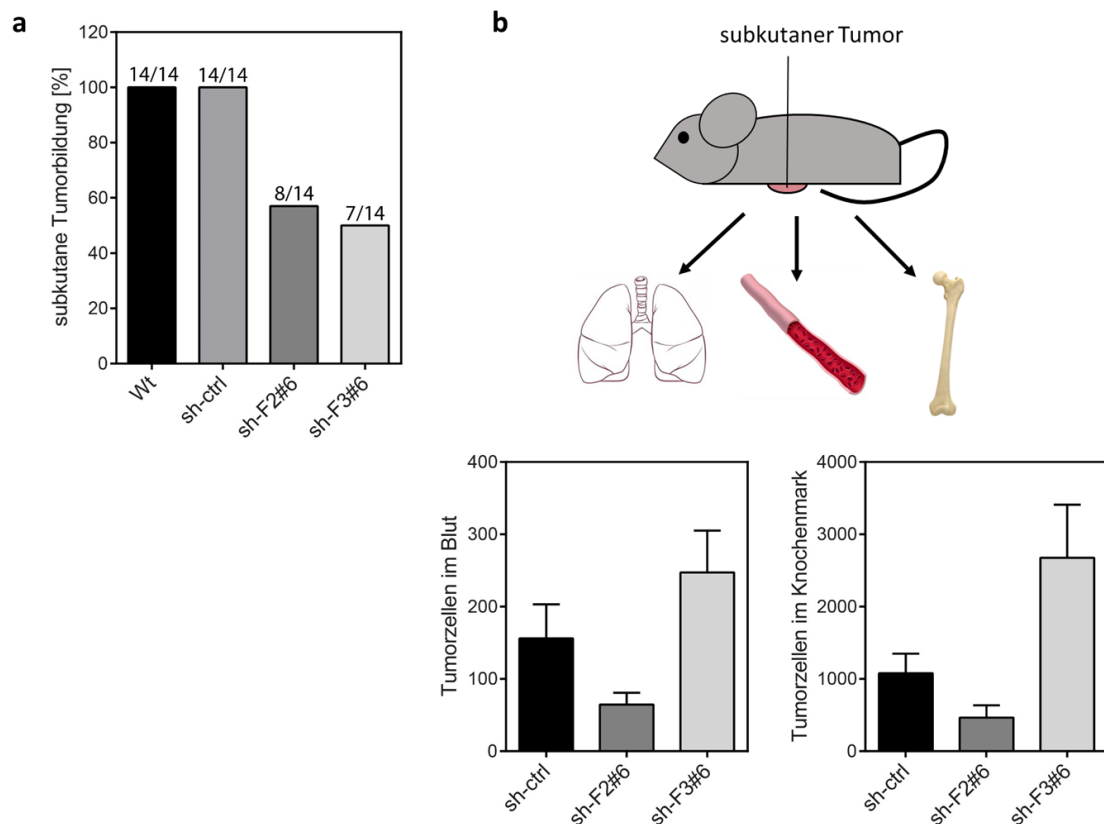 a
subkutane Tumorbildung [%]
120
100
80
60
40
20
0
14/14
14/14
8/14
7/14
Wt
sh-ctrl
sh-F2#6
sh-F3#6
b
subkutaner Tumor
Tumorzellen im Blut
400
300
200
100
0
sh-ctrl
sh-F2#6
sh-F3#6
Tumorzellen im Knochenmark
4000
3000
2000
1000
0
sh-ctrl
sh-F2#6
sh-F3#6